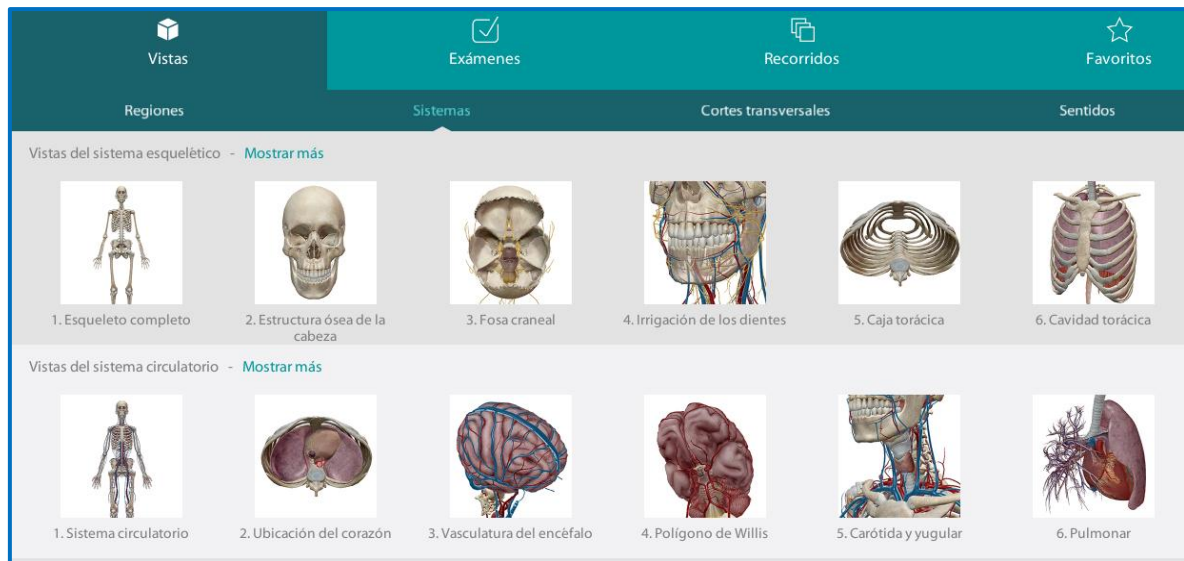 Vistas
Exámenes
Recorridos
Favoritos
Regiones
Sistemas
Cortes transversales
Sentidos
Vistas del sistema esquelètico - Mostrar más
1. Esqueleto completo
2. Estructura ósea de la
cabeza
3. Fosa craneal
4. Irrigación de los dientes
5. Caja torácica
6. Cavidad torácica
Vistas del sistema circulatorio - Mostrar más
1. Sistema circulatorio
2. Ubicación del corazón
3. Vasculatura del encèfalo
4. Polígono de Willis
5. Carótida y yugular
6. Pulmonar